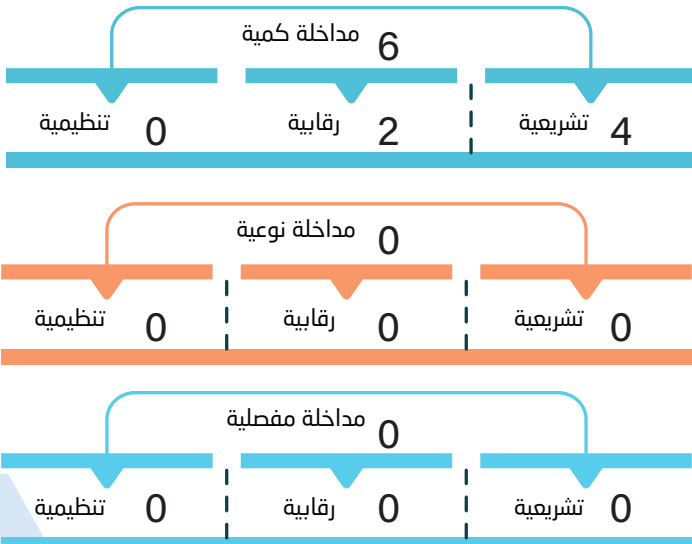 6 مداخلة كمية
4 تشريعية 2 رقابية 0 تنظيمية
0 مداخلة نوعية
0 تشريعية 0 رقابية 0 تنظيمية
0 مداخلة مفصلية
0 تشريعية 0 رقابية 0 تنظيمية